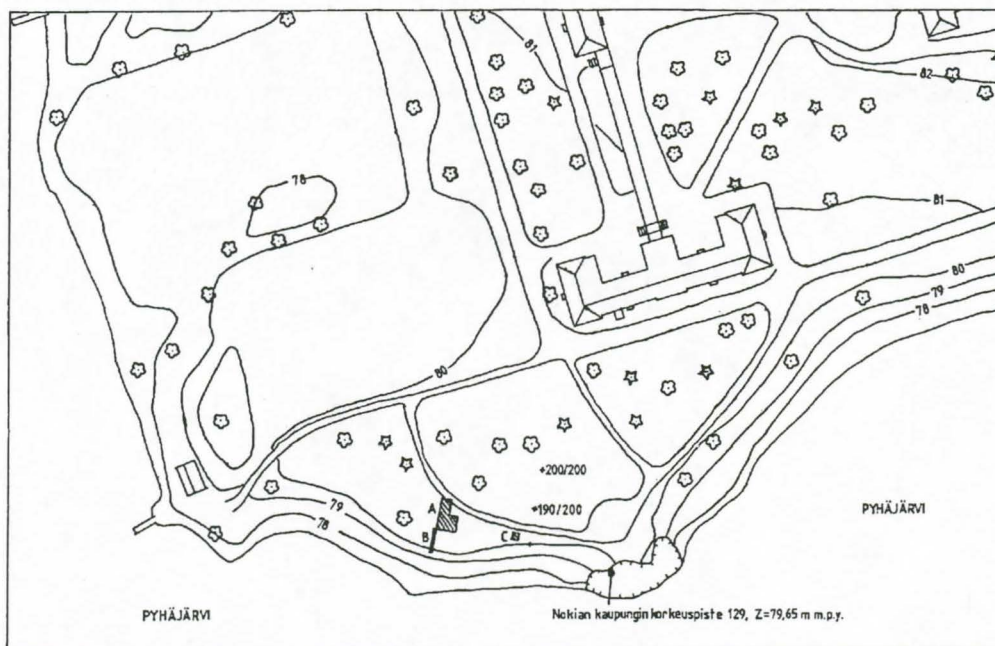 81
82
78
81
80
79
78
80
+200/200
+190/200
A
79
78
B
C
PYHÄJÄRVI
PYHÄJÄRVI
Nokian kaupungin korkeuspiste 129, Z=79,65 m m.p.y.